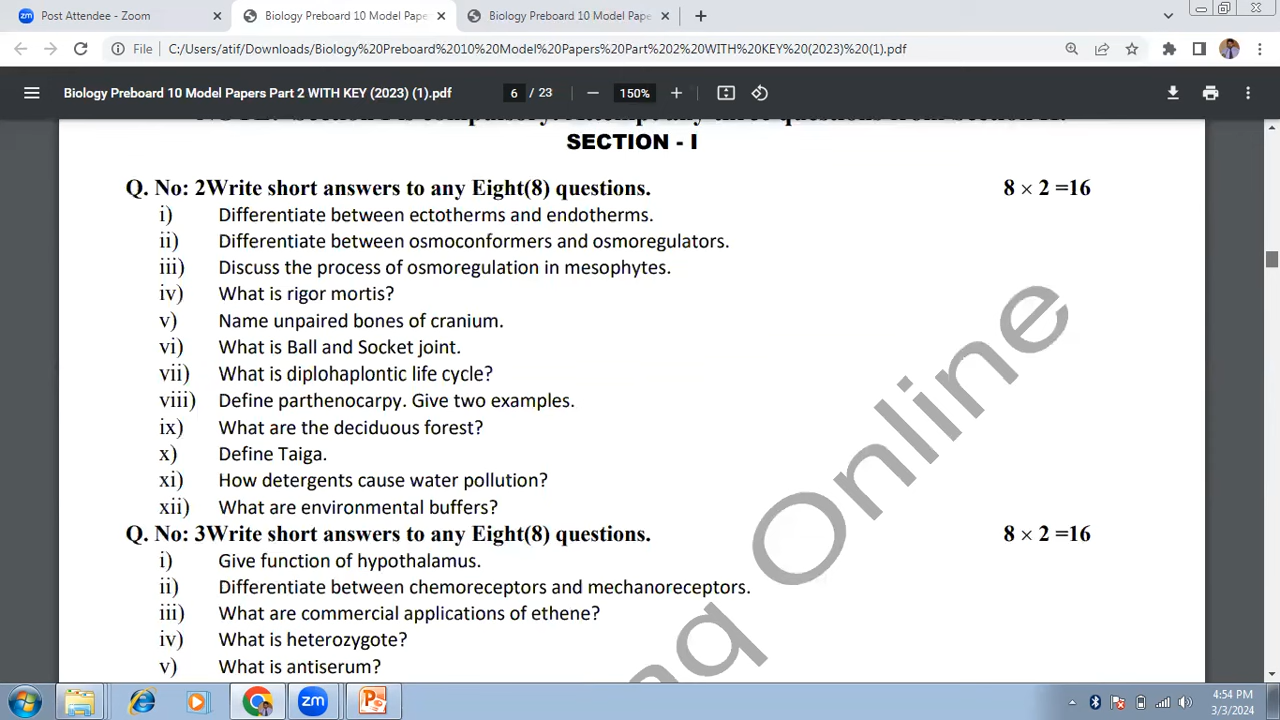 Post Attendee - Zoom
Biology Preboard 10 Model Pape
Biology Preboard 10 Model Pape
File
C:/Users/atif/Downloads/Biology%20Preboard%2010%20Model%20Papers%20Part%202%20WITH%20KEY%20(2023)%20(1).pdf
Biology Preboard 10 Model Papers Part 2 WITH KEY (2023) (1).pdf
6 / 23
150%
SECTION - I
Q. No: 2Write short answers to any Eight(8) questions. 8 × 2 =16
i) Differentiate between ectotherms and endotherms.
ii) Differentiate between osmoconformers and osmoregulators.
iii) Discuss the process of osmoregulation in mesophytes.
iv) What is rigor mortis?
v) Name unpaired bones of cranium.
vi) What is Ball and Socket joint.
vii) What is diplohaplontic life cycle?
viii) Define parthenocarpy. Give two examples.
ix) What are the deciduous forest?
x) Define Taiga.
xi) How detergents cause water pollution?
xii) What are environmental buffers?
Q. No: 3Write short answers to any Eight(8) questions. 8 × 2 =16
i) Give function of hypothalamus.
ii) Differentiate between chemoreceptors and mechanoreceptors.
iii) What are commercial applications of ethene?
iv) What is heterozygote?
v) What is antiserum?
Online
zm
4:54 PM
3/3/2024